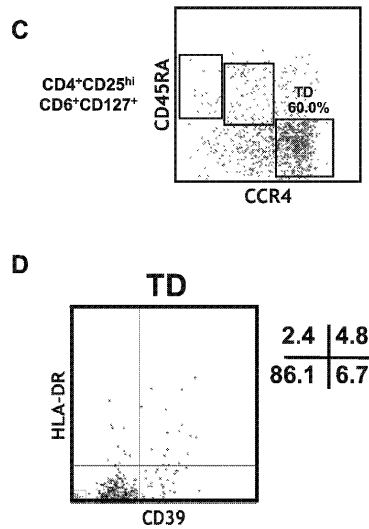 C
CD4⁺CD25ʰⁱ
CD6⁺CD127⁺
CD45RA
TD
60.0%
CCR4
D
TD
HLA-DR
CD39
2.4 4.8
86.1 6.7